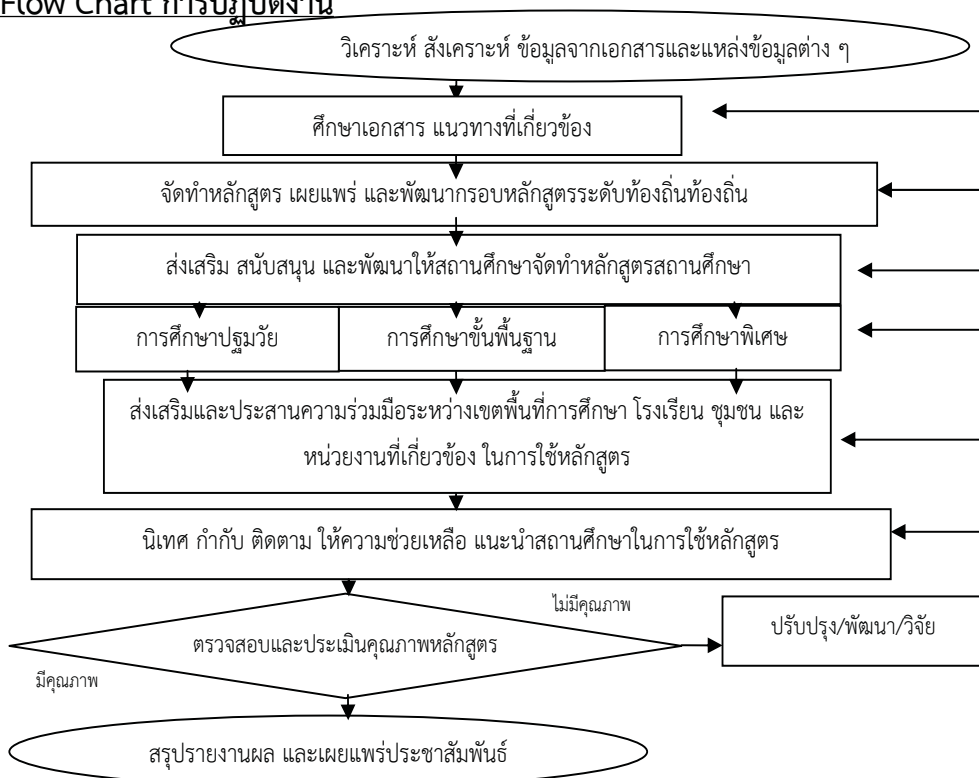 Flow Chart การปฏิบัติงาน
วิเคราะห์ สังเคราะห์ ข้อมูลจากเอกสารและแหล่งข้อมูลต่าง ๆ
ศึกษาเอกสาร แนวทางที่เกี่ยวข้อง
จัดทำหลักสูตร เผยแพร่ และพัฒนากรอบหลักสูตรระดับท้องถิ่นท้องถิ่น
ส่งเสริม สนับสนุน และพัฒนาให้สถานศึกษาจัดทำหลักสูตรสถานศึกษา
การศึกษาปฐมวัย
การศึกษาขั้นพื้นฐาน
การศึกษาพิเศษ
ส่งเสริมและประสานความร่วมมือระหว่างเขตพื้นที่การศึกษา โรงเรียน ชุมชน และ
หน่วยงานที่เกี่ยวข้อง ในการใช้หลักสูตร
นิเทศ กำกับ ติดตาม ให้ความช่วยเหลือ แนะนำสถานศึกษาในการใช้หลักสูตร
ไม่มีคุณภาพ
ปรับปรุง/พัฒนา/วิจัย
ตรวจสอบและประเมินคุณภาพหลักสูตร
มีคุณภาพ
สรุปรายงานผล และเผยแพร่ประชาสัมพันธ์